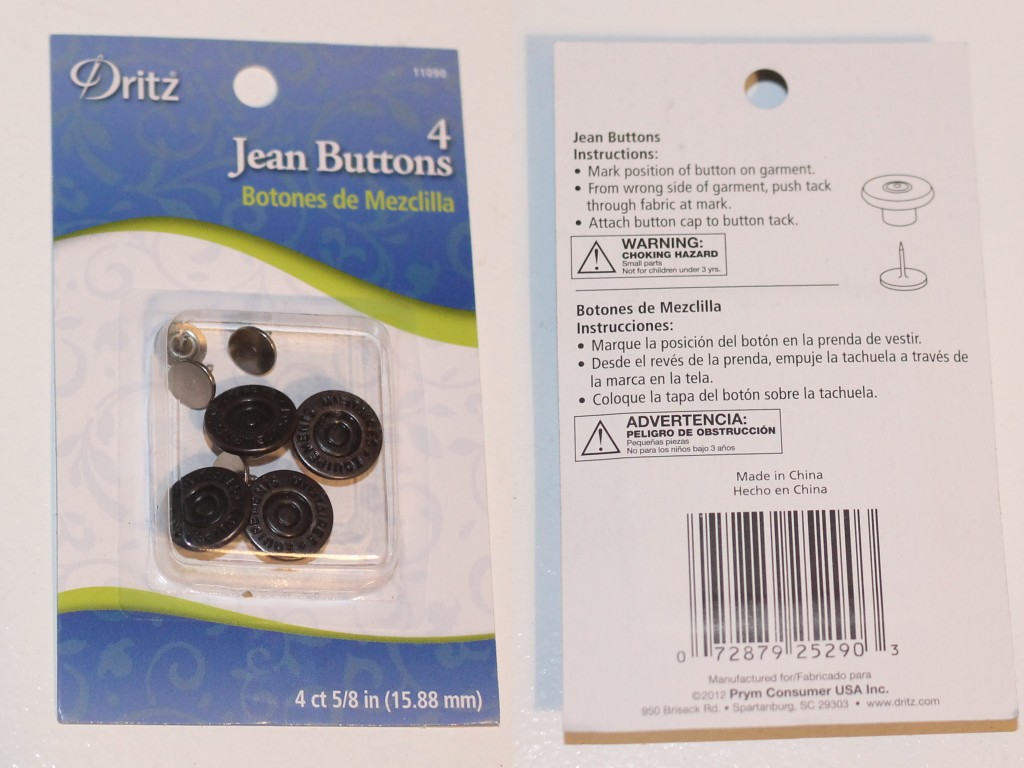 Dritz
11090
4
Jean Buttons
Botones de Mezclilla
4 ct 5/8 in (15.88 mm)
Jean Buttons
Instructions:
• Mark position of button on garment.
• From wrong side of garment, push tack
through fabric at mark.
• Attach button cap to button tack.
WARNING:
CHOKING HAZARD
Small parts
Not for children under 3 yrs.
Botones de Mezclilla
Instrucciones:
• Marque la posición del botón en la prenda de vestir.
• Desde el revés de la prenda, empuje la tachuela a través de
la marca en la tela.
• Coloque la tapa del botón sobre la tachuela.
ADVERTENCIA:
PELIGRO DE OBSTRUCCIÓN
Pequeñas piezas
No para los niños bajo 3 años
Made in China
Hecho en China
0 72879 25290 3
Manufactured for/Fabricado para
©2012 Prym Consumer USA Inc.
950 Brisack Rd. • Spartanburg, SC 29303 • www.dritz.com